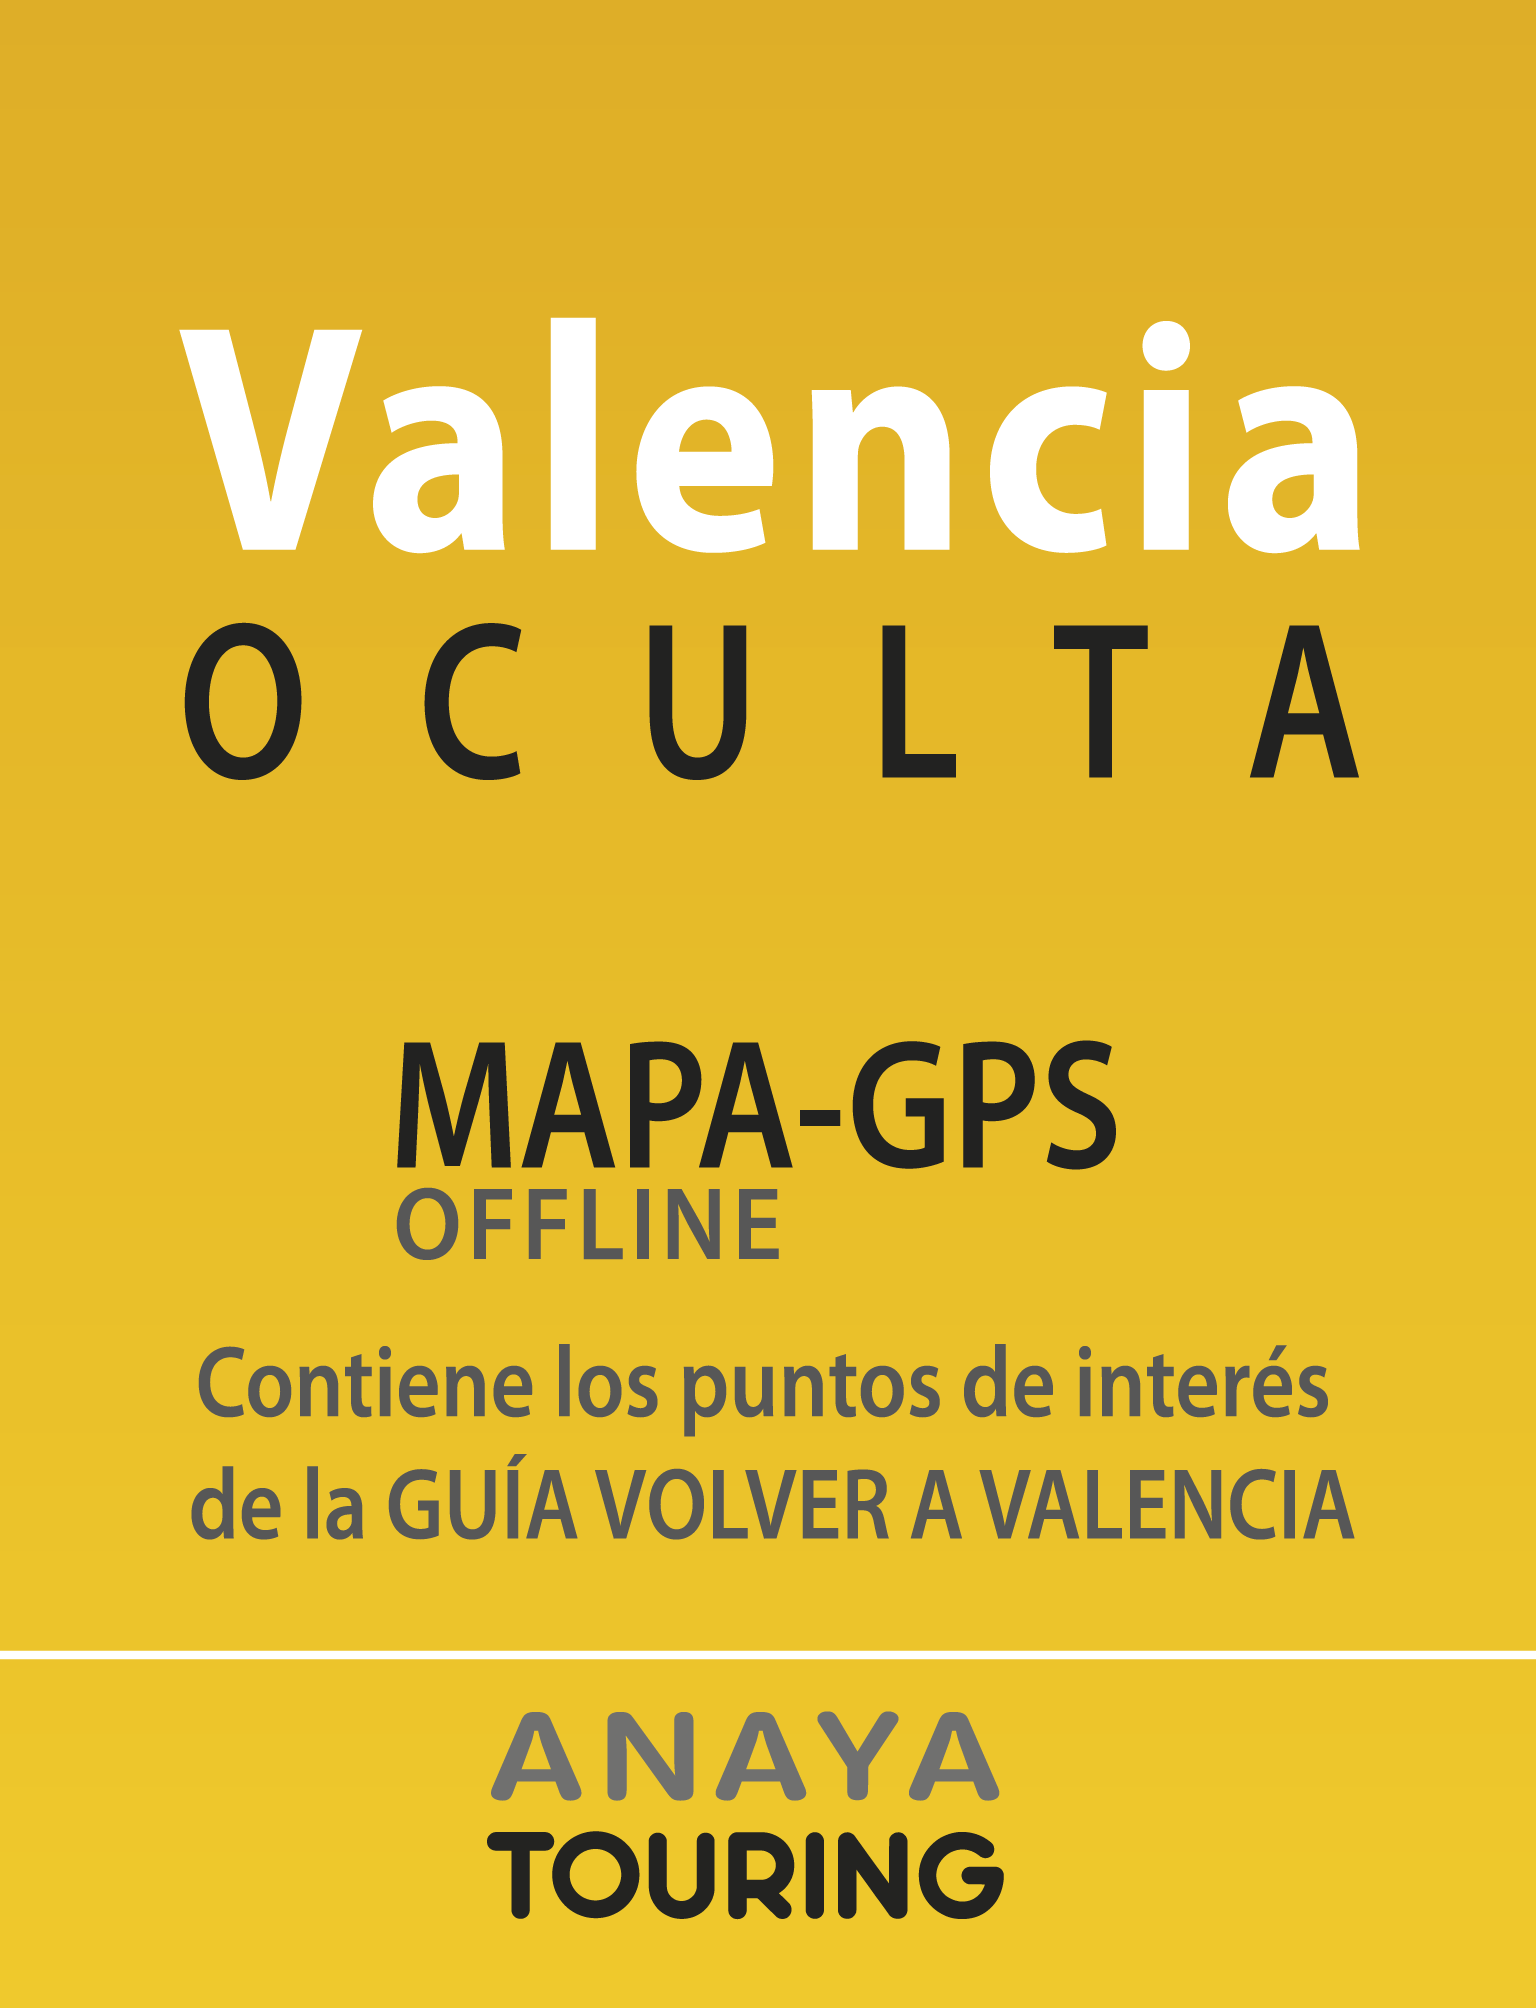 Valencia
OCULTA
MAPA-GPS
OFFLINE
Contiene los puntos de interés
de la GUÍA VOLVER A VALENCIA
ANAYA
TOURING